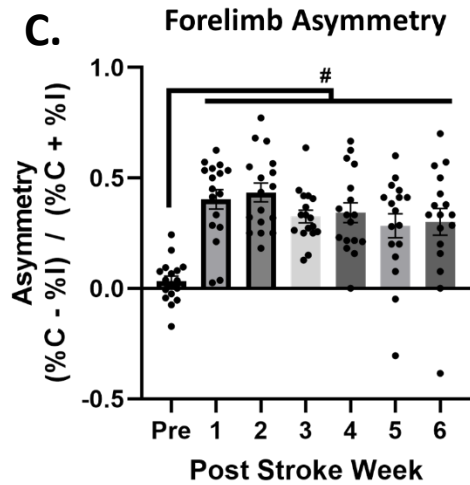 C. Forelimb Asymmetry
#
Asymmetry
(%C - %I) / (%C + %I)
1.0
0.5
0.0
-0.5
Pre 1 2 3 4 5 6
Post Stroke Week